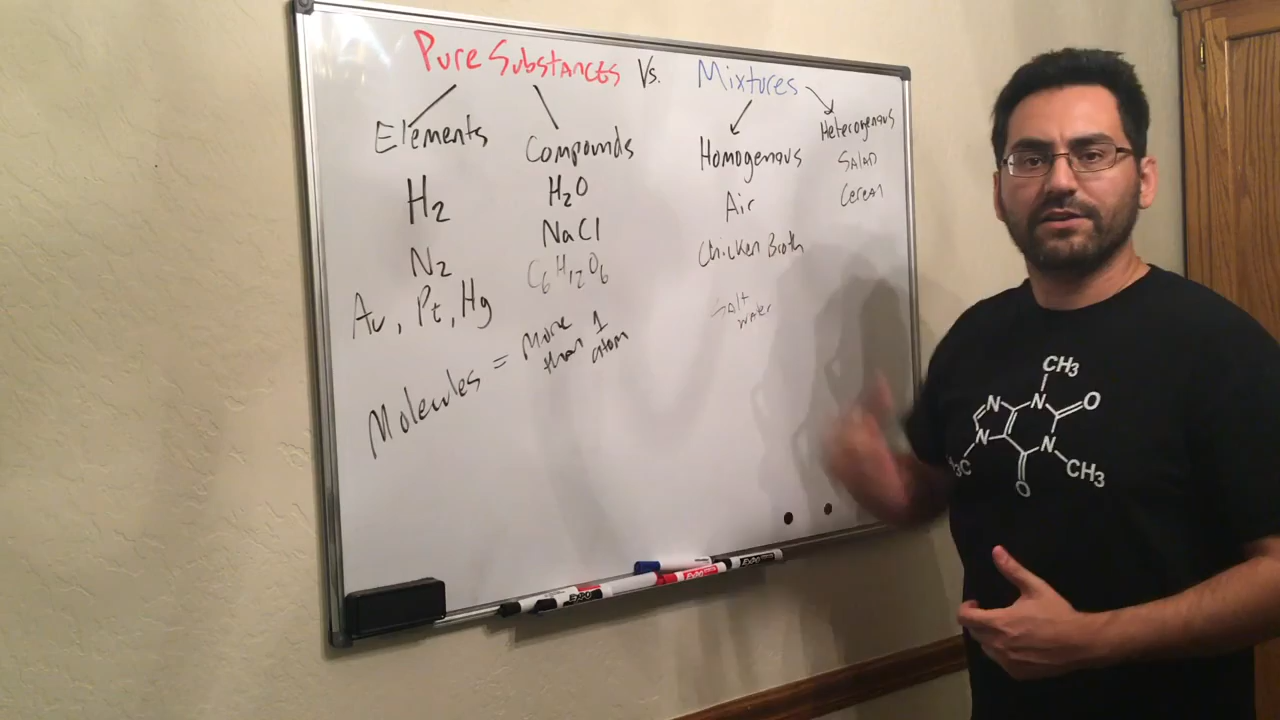 Pure Substances Vs. Mixtures
Elements
H2
N2
Au, Pt, Hg
Compounds
H2O
NaCl
C6H12O6
Molecules = more than 1 atom
Homogenous
Air
Chicken Broth
Salt
water
Heterogenous
Salad
Cereal
EXPO
EXPO
EXPO
CH3
N
N
O
N
N
CH3
3C
O